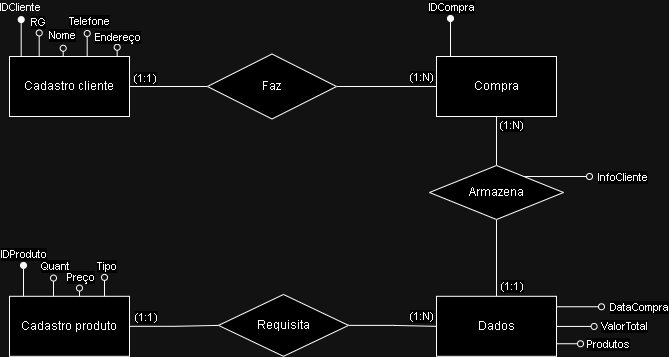 IDCliente
RG
Nome
Telefone
Endereço
IDCompra
Cadastro cliente
(1:1)
Faz
(1:N)
Compra
(1:N)
Armazena
InfoCliente
IDProduto
Quant
Preço
Tipo
(1:1)
Cadastro produto
(1:1)
Requisita
(1:N)
Dados
DataCompra
ValorTotal
Produtos